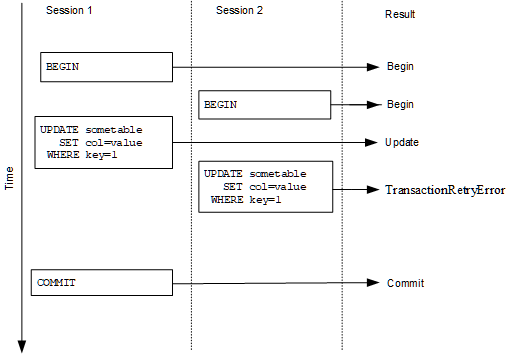 Session 1
Session 2
Result
BEGIN
Begin
BEGIN
Begin
UPDATE sometable
SET col=value
WHERE key=1
Update
UPDATE sometable
SET col=value
WHERE key=1
TransactionRetryError
Time
COMMIT
Commit